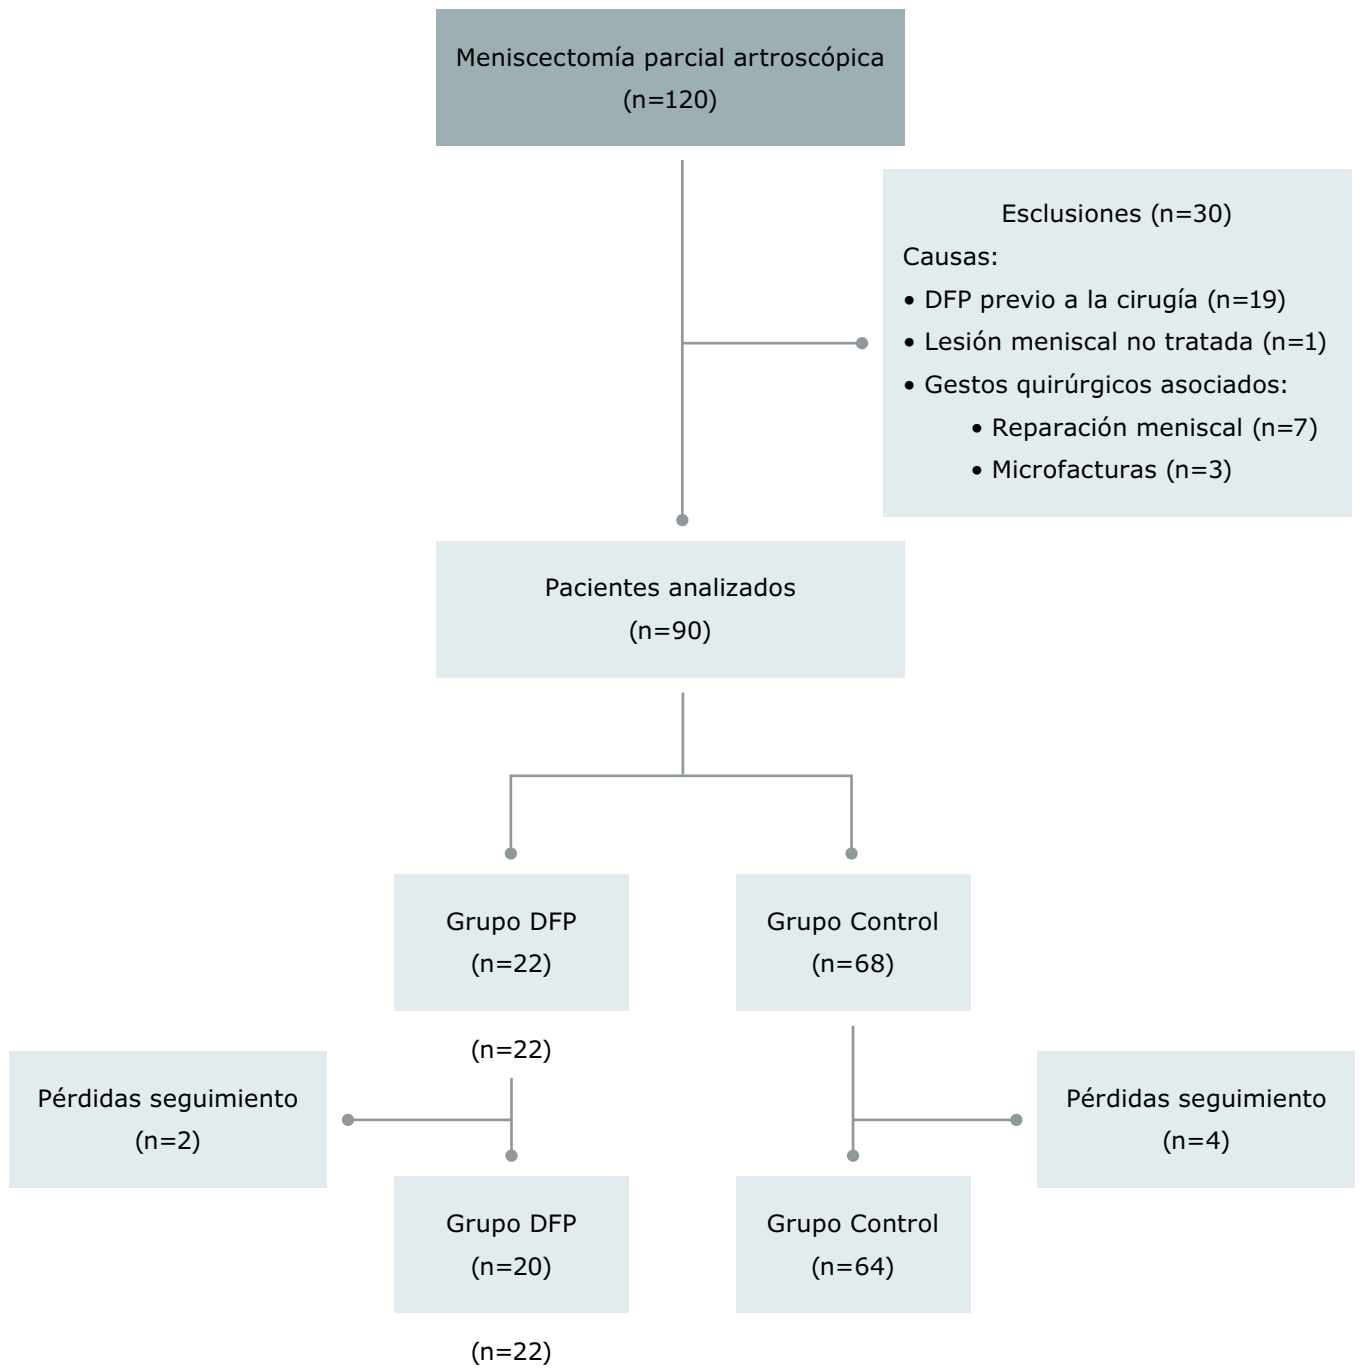 Meniscectomía parcial artroscópica
(n=120)
Esclusiones (n=30)
Causas:
• DFP previo a la cirugía (n=19)
• Lesión meniscal no tratada (n=1)
• Gestos quirúrgicos asociados:
• Reparación meniscal (n=7)
• Microfacturas (n=3)
Pacientes analizados
(n=90)
Grupo DFP
(n=22)
Grupo Control
(n=68)
(n=22)
Pérdidas seguimiento
(n=2)
Pérdidas seguimiento
(n=4)
Grupo DFP
(n=20)
Grupo Control
(n=64)
(n=22)